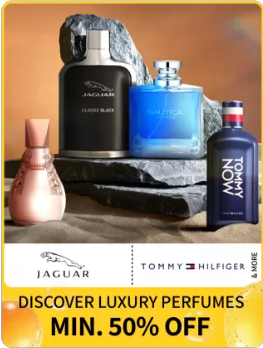 JAGUAR
CLASSIC BLACK
NAUTICA
TOMMY
NOW
JAGUAR
TOMMY HILFIGER
& MORE
DISCOVER LUXURY PERFUMES
MIN. 50% OFF